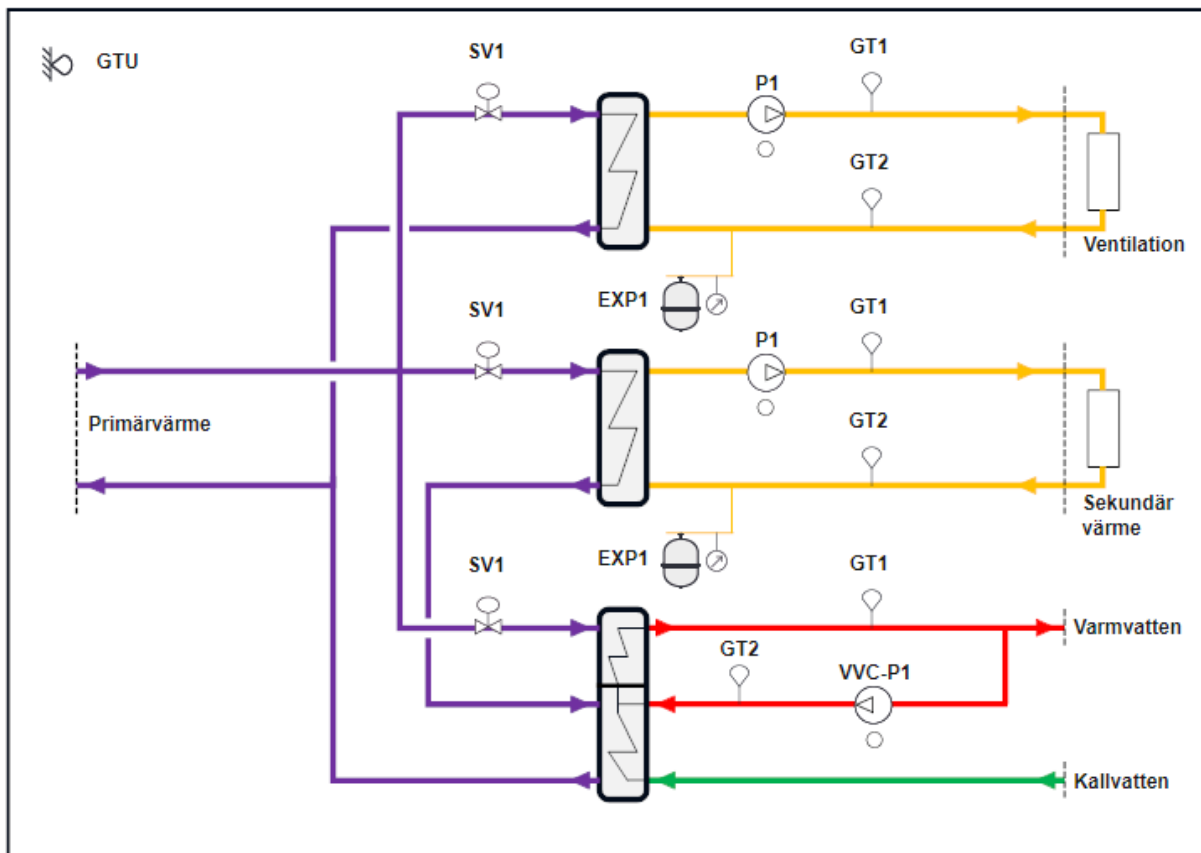 GTU
SV1
P1
GT1
GT2
Ventilation
EXP1
SV1
P1
GT1
GT2
Primärvärme
Sekundär
värme
EXP1
SV1
GT1
Varmvatten
GT2
VVC-P1
Kallvatten